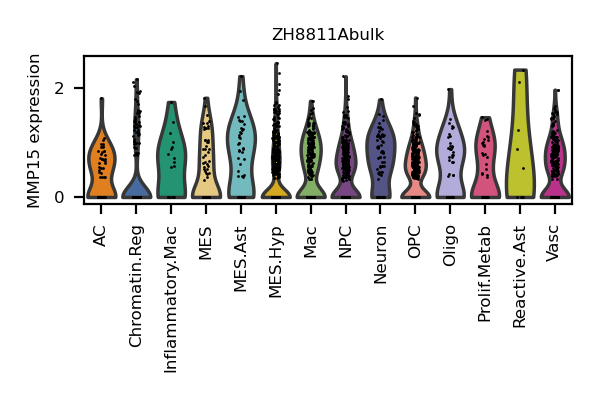 ZH8811Abulk
MMP15 expression
2
0
AC
Chromatin.Reg
Inflammatory.Mac
MES
MES.Ast
MES.Hyp
Mac
NPC
Neuron
OPC
Oligo
Prolif.Metab
Reactive.Ast
Vasc